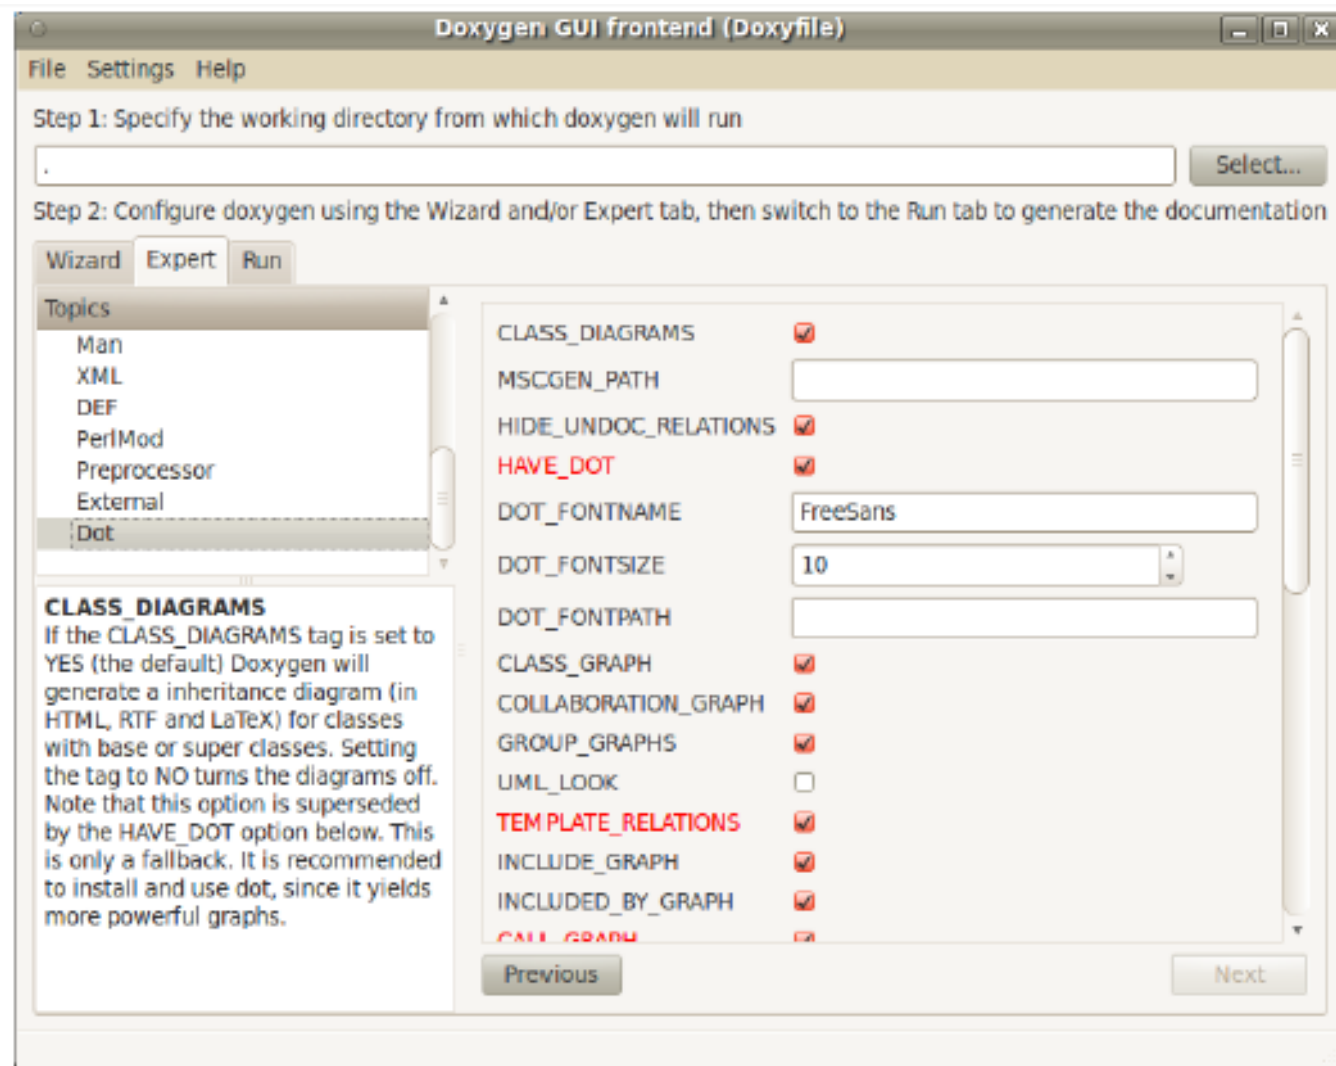 Doxygen GUI frontend (Doxyfile)
File Settings Help
Step 1: Specify the working directory from which doxygen will run
.
Select...
Step 2: Configure doxygen using the Wizard and/or Expert tab, then switch to the Run tab to generate the documentation
Wizard Expert Run
Topics
Man
XML
DEF
PerlMod
Preprocessor
External
Dot
CLASS_DIAGRAMS
If the CLASS_DIAGRAMS tag is set to
YES (the default) Doxygen will
generate a inheritance diagram (in
HTML, RTF and LaTeX) for classes
with base or super classes. Setting
the tag to NO turns the diagrams off.
Note that this option is superseded
by the HAVE_DOT option below. This
is only a fallback. It is recommended
to install and use dot, since it yields
more powerful graphs.
CLASS_DIAGRAMS
MSCGEN_PATH
HIDE_UNDOC_RELATIONS
HAVE_DOT
DOT_FONTNAME FreeSans
DOT_FONTSIZE 10
DOT_FONTPATH
CLASS_GRAPH
COLLABORATION_GRAPH
GROUP_GRAPHS
UML_LOOK
TEMPLATE_RELATIONS
INCLUDE_GRAPH
INCLUDED_BY_GRAPH
CALL_GRAPH
Previous Next